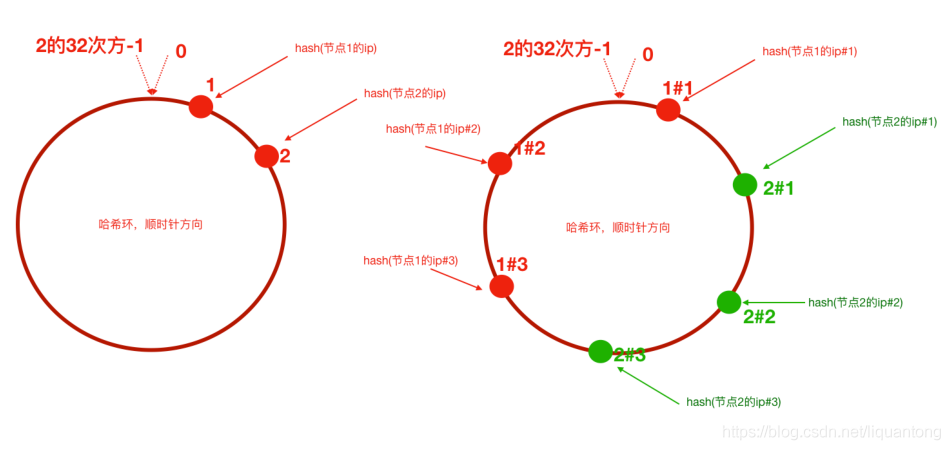 2的32次方-1
0
hash(节点1的ip)
1
hash(节点2的ip)
2
哈希环，顺时针方向
2的32次方-1
0
hash(节点1的ip#1)
1#1
hash(节点2的ip#1)
hash(节点1的ip#2)
1#2
2#1
哈希环，顺时针方向
hash(节点1的ip#3)
1#3
hash(节点2的ip#2)
2#2
2#3
hash(节点2的ip#3)
https://blog.csdn.net/liquantong